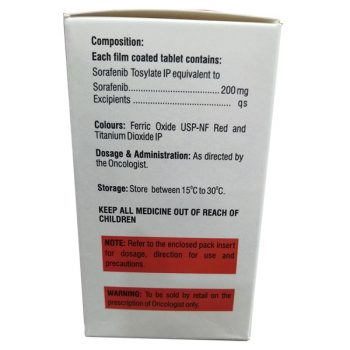 Composition:
Each film coated tablet contains:
Sorafenib Tosylate IP equivalent to
Sorafenib..............................200 mg
Excipients .............................. qs
Colours: Ferric Oxide USP-NF Red and
Titanium Dioxide IP
Dosage & Administration: As directed by
the Oncologist.
Storage: Store between 15°C to 30°C.
KEEP ALL MEDICINE OUT OF REACH OF
CHILDREN
NOTE: Refer to the enclosed pack Insert
for dosage, direction for use and
precautions.
WARNING: To be sold by retail on the
prescription of Oncologist only.